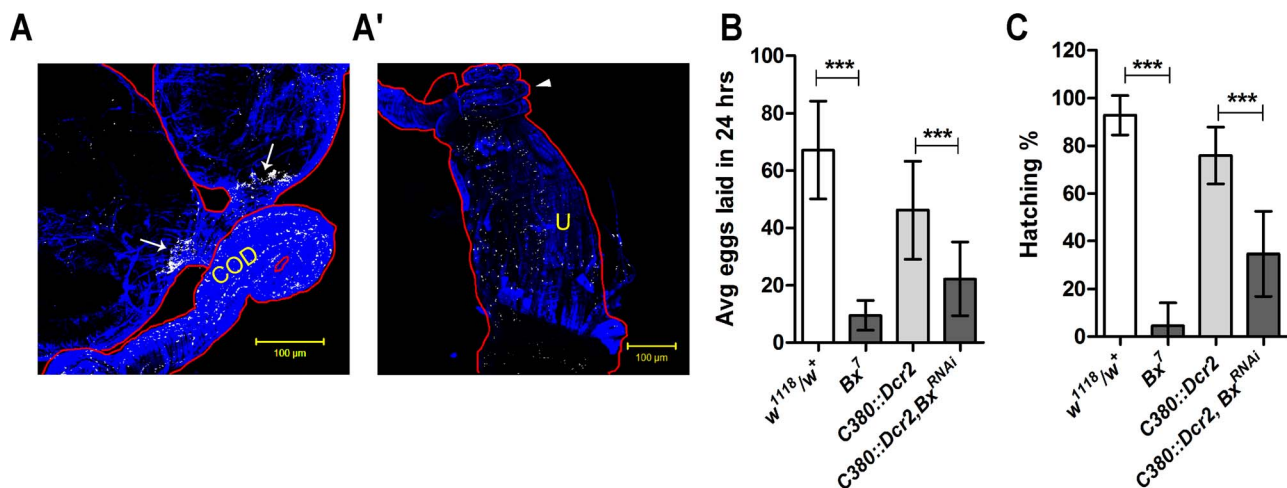 A
COD
100 µm
A'
U
100 µm
B
Avg eggs laid in 24 hrs
100
80
60
40
20
0
***
***
w¹¹¹⁸/w⁺
Bx⁷
C380::Dcr2
C380::Dcr2,Bxᴿᴺᴬⁱ
C
Hatching %
120
100
80
60
40
20
0
***
***
w¹¹¹⁸/w⁺
Bx⁷
C380::Dcr2
C380::Dcr2, Bxᴿᴺᴬⁱ